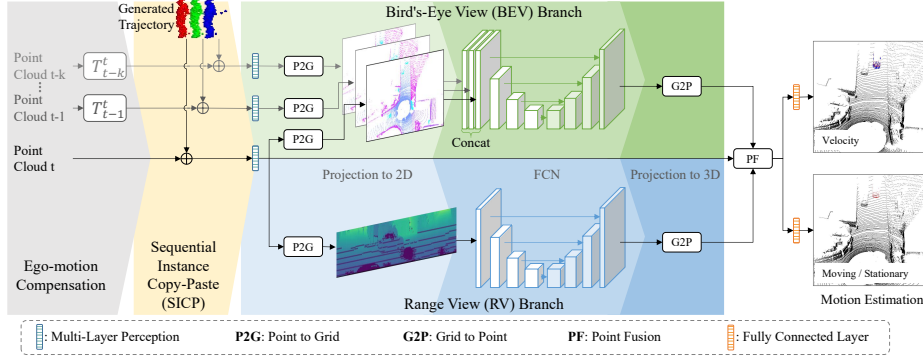 Generated
Trajectory
Bird's-Eye View (BEV) Branch
Point
Cloud t-k
T^t_{t-k}
P2G
Point
Cloud t-1
T^t_{t-1}
P2G
G2P
P2G
Concat
Velocity
Point
Cloud t
PF
Projection to 2D
FCN
Projection to 3D
P2G
G2P
Ego-motion
Compensation
Sequential
Instance
Copy-Paste
(SICP)
Moving / Stationary
Range View (RV) Branch
Motion Estimation
: Multi-Layer Perception
P2G: Point to Grid
G2P: Grid to Point
PF: Point Fusion
: Fully Connected Layer